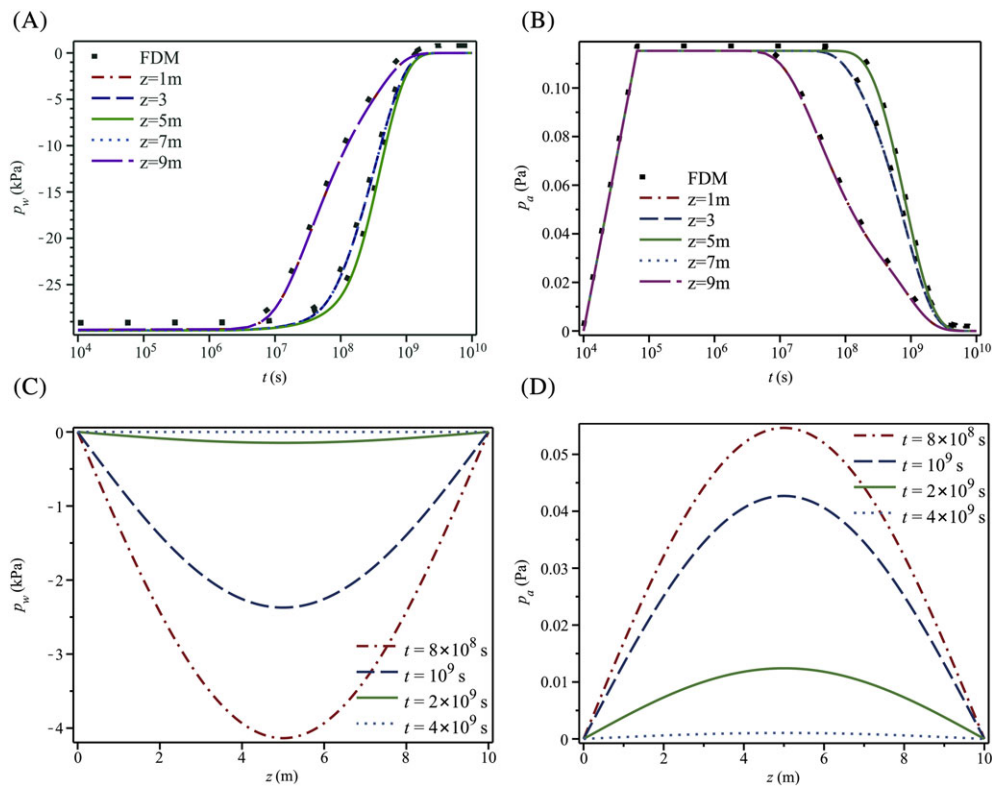 (A)
0
-5
-10
-15
-20
-25
p_w (kPa)
FDM
z=1m
z=3
z=5m
z=7m
z=9m
10^4 10^5 10^6 10^7 10^8 10^9 10^10
t (s)
(B)
0.10
0.08
0.06
0.04
0.02
0
p_a (Pa)
FDM
z=1m
z=3
z=5m
z=7m
z=9m
10^4 10^5 10^6 10^7 10^8 10^9 10^10
t (s)
(C)
0
-1
-2
-3
-4
p_w (kPa)
t = 8×10^8 s
t = 10^9 s
t = 2×10^9 s
t = 4×10^9 s
0 2 4 6 8 10
z (m)
(D)
0.05
0.04
0.03
0.02
0.01
0
p_a (Pa)
t = 8×10^8 s
t = 10^9 s
t = 2×10^9 s
t = 4×10^9 s
0 2 4 6 8 10
z (m)